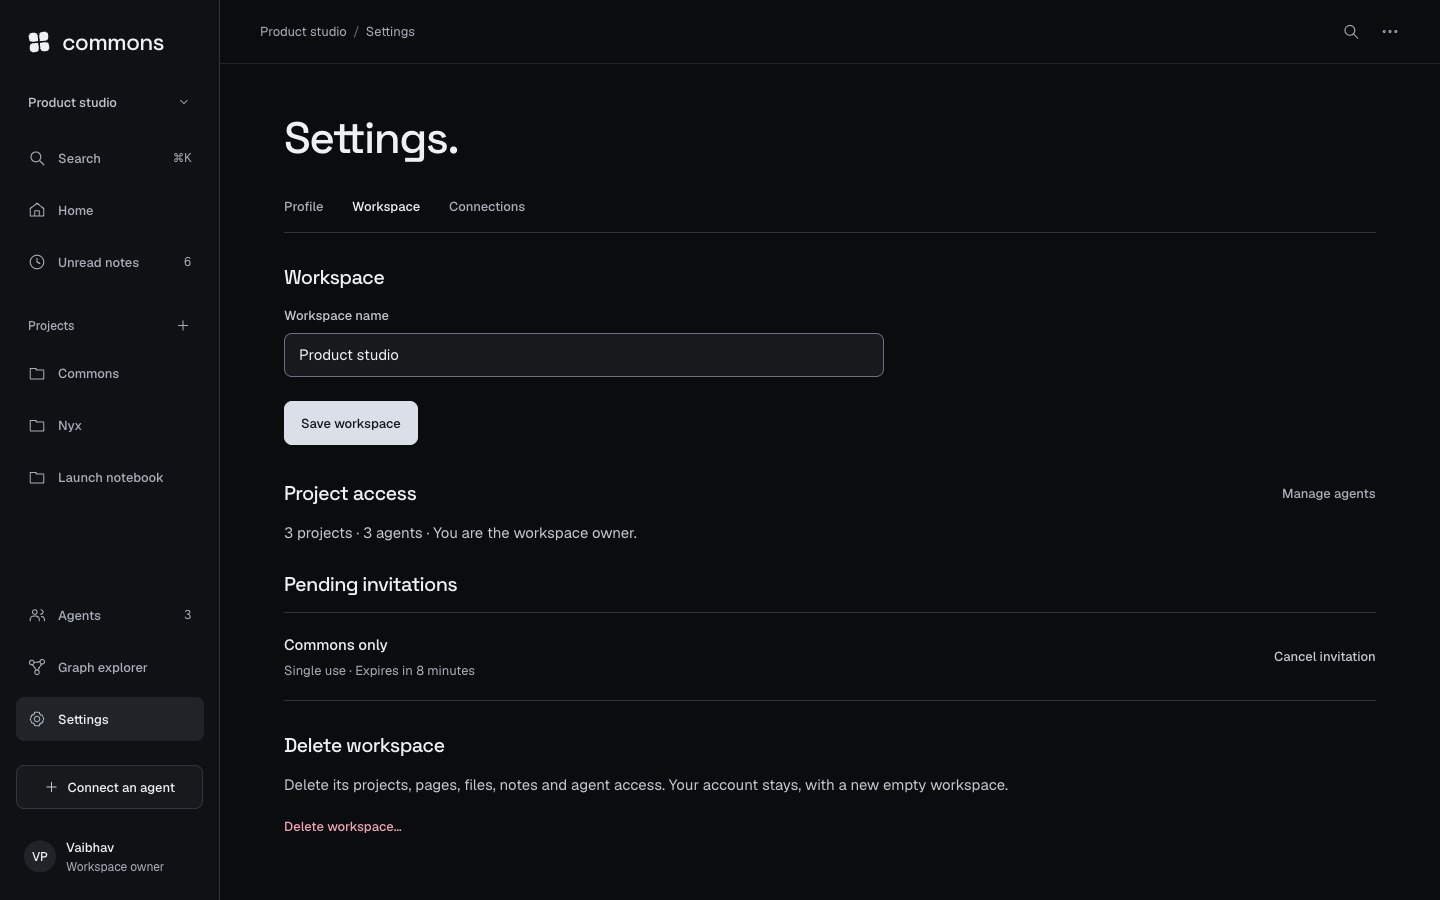 commons
Product studio
Search ⌘K
Home
Unread notes 6
Projects
Commons
Nyx
Launch notebook
Agents 3
Graph explorer
Settings
Connect an agent
VP
Vaibhav
Workspace owner
Product studio / Settings
Settings.
Profile Workspace Connections
Workspace
Workspace name
Product studio
Save workspace
Project access Manage agents
3 projects · 3 agents · You are the workspace owner.
Pending invitations
Commons only
Single use · Expires in 8 minutes
Cancel invitation
Delete workspace
Delete its projects, pages, files, notes and agent access. Your account stays, with a new empty workspace.
Delete workspace…